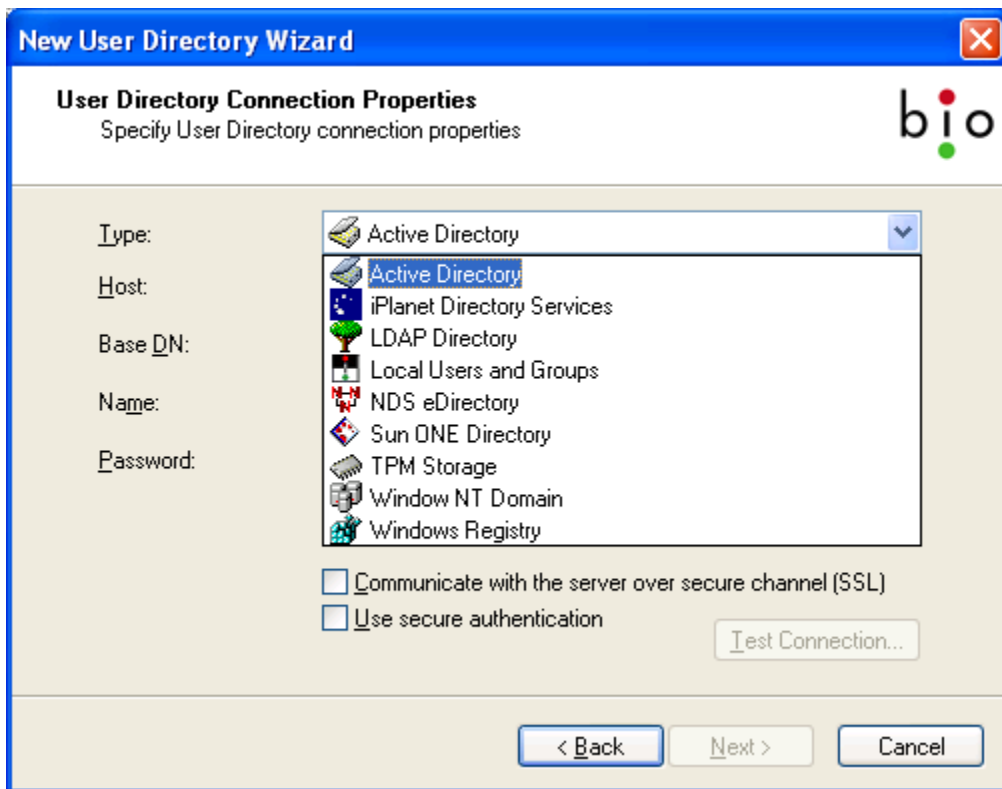 New User Directory Wizard
User Directory Connection Properties
Specify User Directory connection properties
bio
Type:
Active Directory
Active Directory
Host:
iPlanet Directory Services
LDAP Directory
Base DN:
Local Users and Groups
Name:
NDS eDirectory
Sun ONE Directory
Password:
TPM Storage
Window NT Domain
Windows Registry
Communicate with the server over secure channel (SSL)
Use secure authentication
Test Connection...
< Back
Next >
Cancel